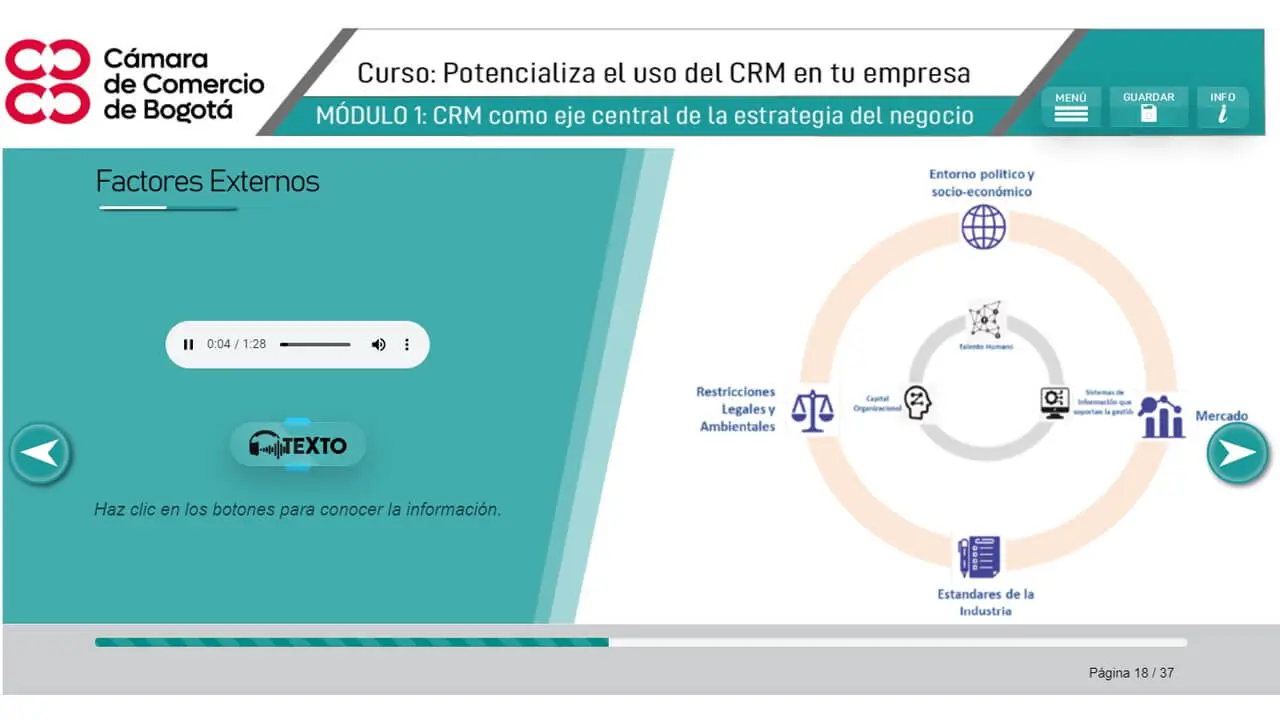 Cámara
de Comercio
de Bogotá
Curso: Potencializa el uso del CRM en tu empresa
MÓDULO 1: CRM como eje central de la estrategia del negocio
MENÚ
GUARDAR
INFO
Factores Externos
0:04 / 1:28
TEXTO
Haz clic en los botones para conocer la información.
Entorno político y
socio-económico
Talento Humano
Restricciones
Legales y
Ambientales
Capital
Organizacional
Sistemas de
Información que
soportan la gestión
Mercado
Estandares de la
Industria
Página 18 / 37